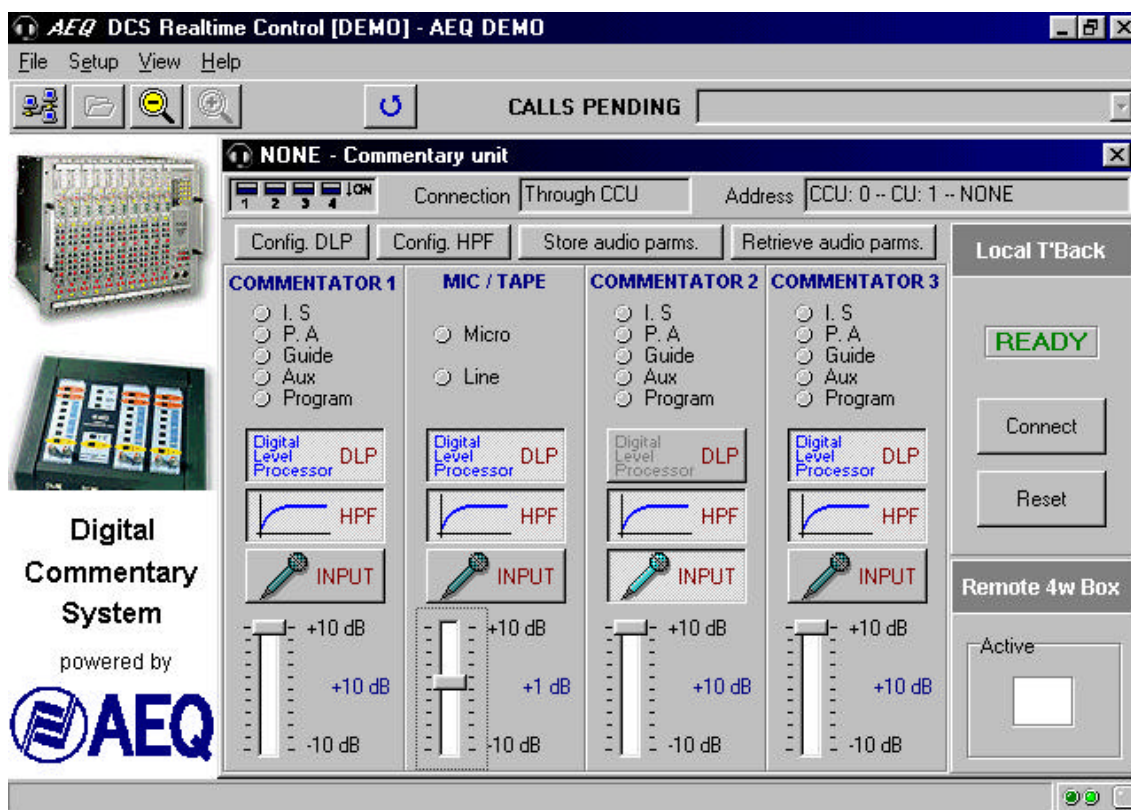 AEQ DCS Realtime Control [DEMO] - AEQ DEMO
File Setup View Help
CALLS PENDING
NONE - Commentary unit
1 2 3 4 ↓ON
Connection Through CCU Address CCU: 0 -- CU: 1 -- NONE
Config. DLP Config. HPF Store audio parms. Retrieve audio parms.
Local T'Back
READY
Connect
Reset
Remote 4w Box
Active
COMMENTATOR 1
I. S
P. A
Guide
Aux
Program
Digital
Level
Processor
DLP
HPF
INPUT
+10 dB
+10 dB
-10 dB
MIC / TAPE
Micro
Line
Digital
Level
Processor
DLP
HPF
INPUT
+10 dB
+1 dB
-10 dB
COMMENTATOR 2
I. S
P. A
Guide
Aux
Program
Digital
Level
Processor
DLP
HPF
INPUT
+10 dB
+10 dB
-10 dB
COMMENTATOR 3
I. S
P. A
Guide
Aux
Program
Digital
Level
Processor
DLP
HPF
INPUT
+10 dB
+10 dB
-10 dB
Digital
Commentary
System
powered by
AEQ